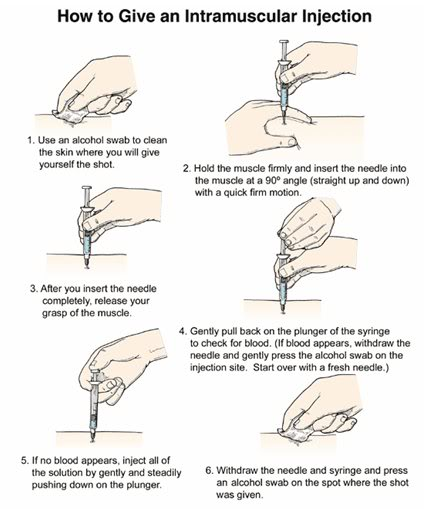 How to Give an Intramuscular Injection
1. Use an alcohol swab to clean
the skin where you will give
yourself the shot.
2. Hold the muscle firmly and insert the needle into
the muscle at a 90º angle (straight up and down)
with a quick firm motion.
3. After you insert the needle
completely, release your
grasp of the muscle.
4. Gently pull back on the plunger of the syringe
to check for blood. (If blood appears, withdraw the
needle and gently press the alcohol swab on the
injection site. Start over with a fresh needle.)
5. If no blood appears, inject all of
the solution by gently and steadily
pushing down on the plunger.
6. Withdraw the needle and syringe and press
an alcohol swab on the spot where the shot
was given.